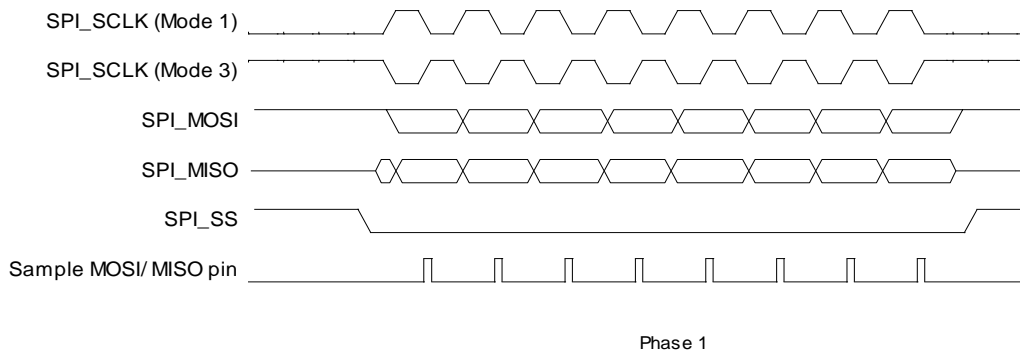 SPI_SCLK (Mode 1)
SPI_SCLK (Mode 3)
SPI_MOSI
SPI_MISO
SPI_SS
Sample MOSI/ MISO pin
Phase 1